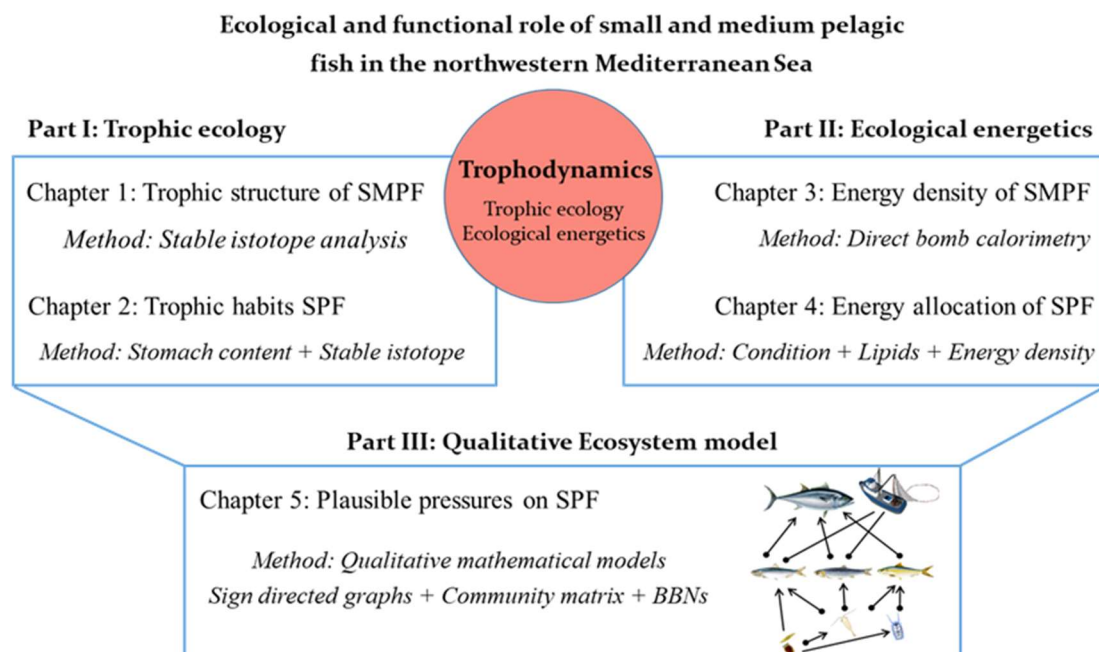 Ecological and functional role of small and medium pelagic
fish in the northwestern Mediterranean Sea
Part I: Trophic ecology
Chapter 1: Trophic structure of SMPF
Method: Stable istotope analysis
Chapter 2: Trophic habits SPF
Method: Stomach content + Stable istotope
Trophodynamics
Trophic ecology
Ecological energetics
Part II: Ecological energetics
Chapter 3: Energy density of SMPF
Method: Direct bomb calorimetry
Chapter 4: Energy allocation of SPF
Method: Condition + Lipids + Energy density
Part III: Qualitative Ecosystem model
Chapter 5: Plausible pressures on SPF
Method: Qualitative mathematical models
Sign directed graphs + Community matrix + BBNs